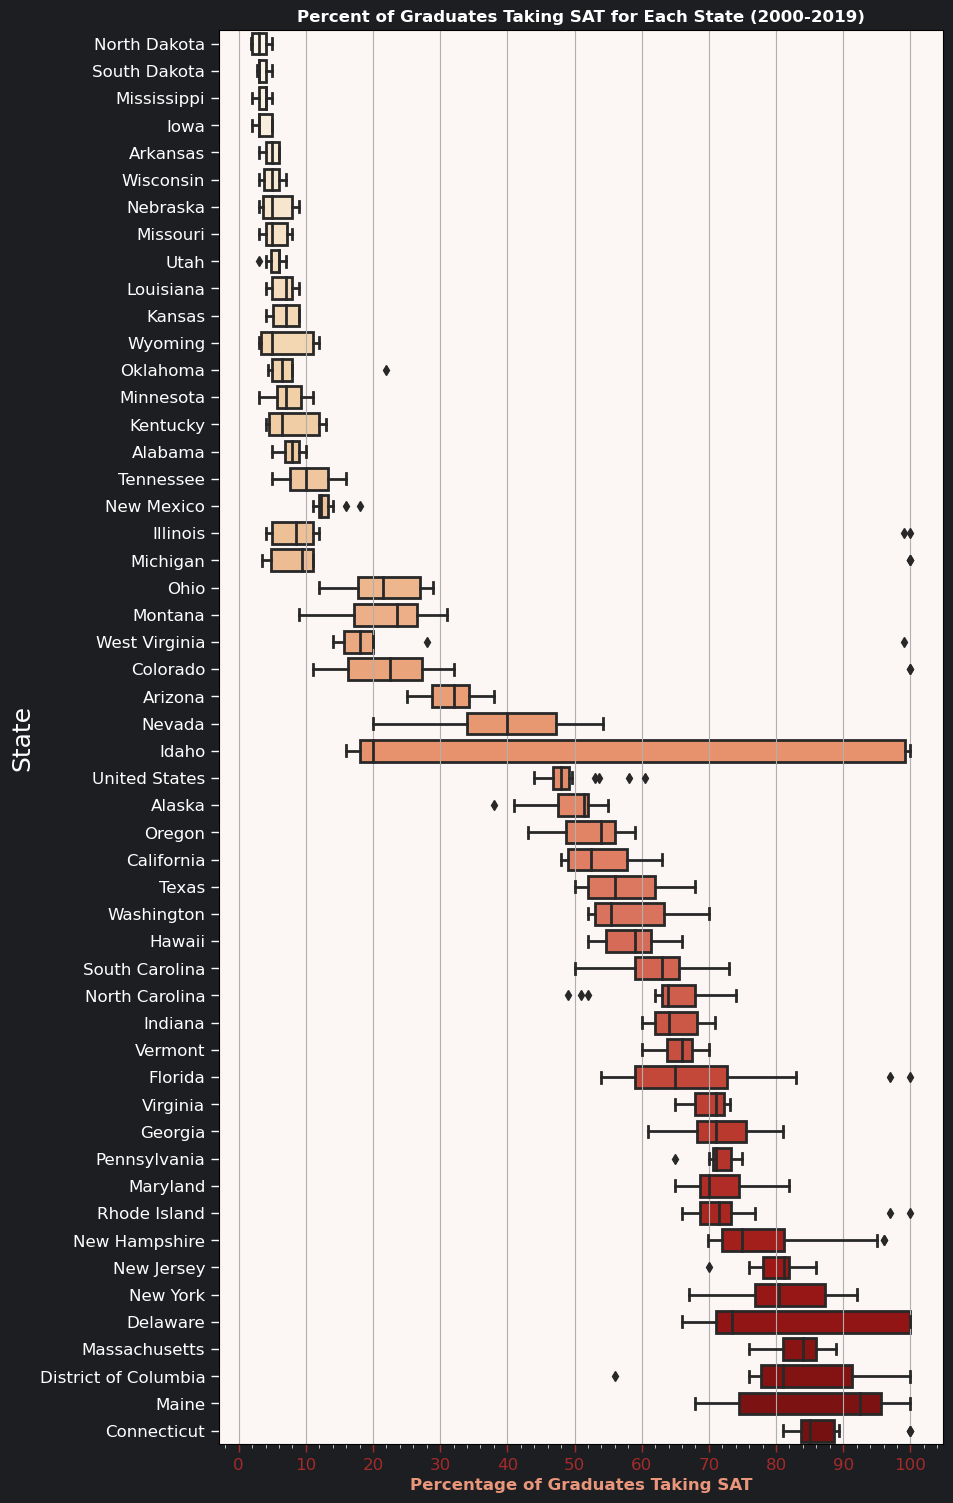 Percent of Graduates Taking SAT for Each State (2000-2019)
North Dakota
South Dakota
Mississippi
Iowa
Arkansas
Wisconsin
Nebraska
Missouri
Utah
Louisiana
Kansas
Wyoming
Oklahoma
Minnesota
Kentucky
Alabama
Tennessee
New Mexico
Illinois
Michigan
Ohio
Montana
West Virginia
Colorado
Arizona
Nevada
Idaho
United States
Alaska
Oregon
California
Texas
Washington
Hawaii
South Carolina
North Carolina
Indiana
Vermont
Florida
Virginia
Georgia
Pennsylvania
Maryland
Rhode Island
New Hampshire
New Jersey
New York
Delaware
Massachusetts
District of Columbia
Maine
Connecticut
State
0 10 20 30 40 50 60 70 80 90 100
Percentage of Graduates Taking SAT